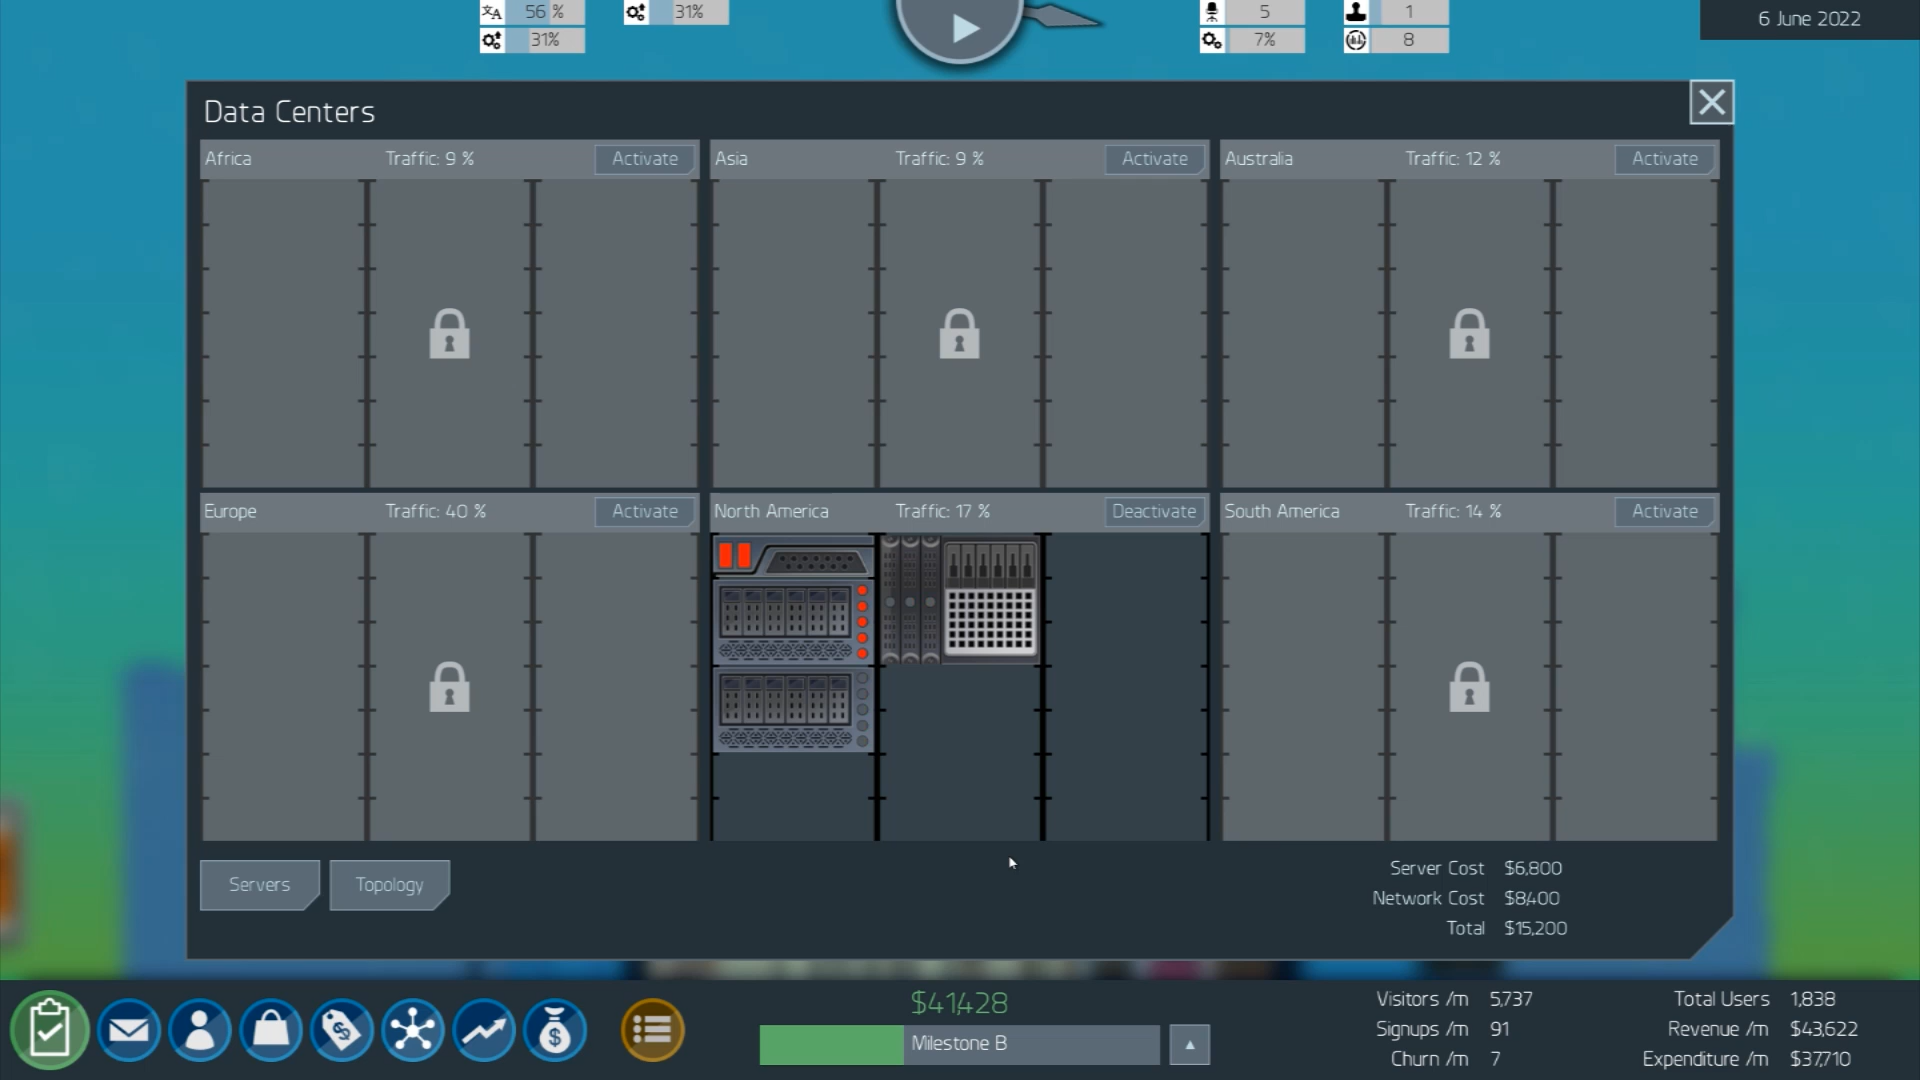 56 %
31%
5
1
6 June 2022
31%
7%
8
Data Centers
Africa Traffic: 9 % Activate
Asia Traffic: 9 % Activate
Australia Traffic: 12 % Activate
Europe Traffic: 40 % Activate
North America Traffic: 17 % Deactivate
South America Traffic: 14 % Activate
Servers
Topology
Server Cost $6,800
Network Cost $8,400
Total $15,200
$41,428
Milestone B
Visitors /m 5,737
Signups /m 91
Churn /m 7
Total Users 1,838
Revenue /m $43,622
Expenditure /m $37,710